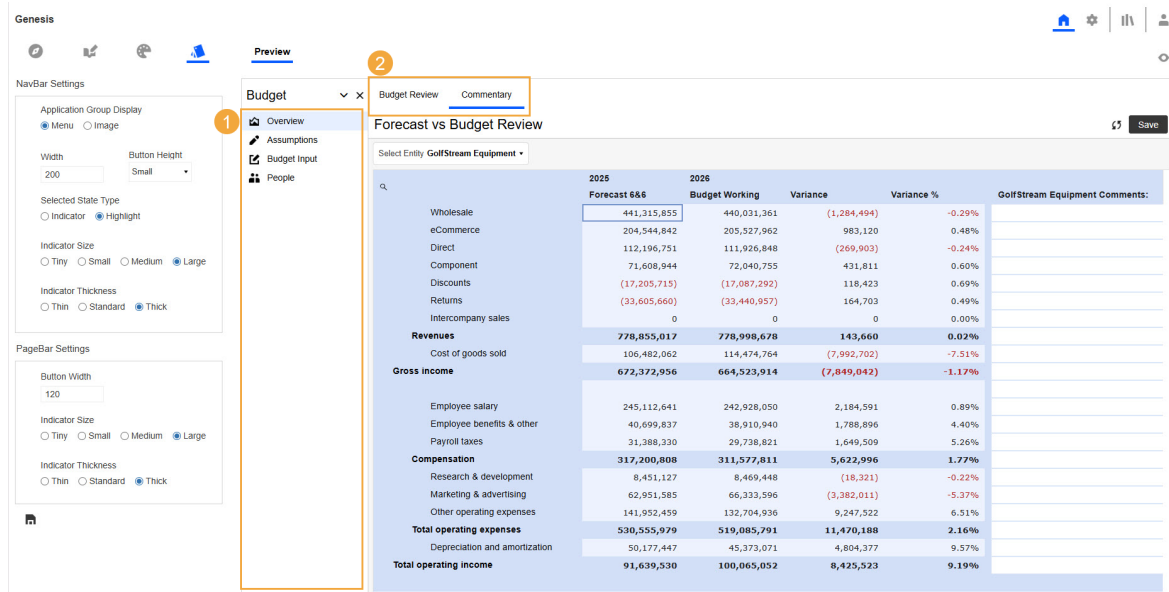 Genesis
Preview
2
NavBar Settings
Application Group Display
Menu Image
Width Button Height
200 Small
Selected State Type
Indicator Highlight
Indicator Size
Tiny Small Medium Large
Indicator Thickness
Thin Standard Thick
PageBar Settings
Button Width
120
Indicator Size
Tiny Small Medium Large
Indicator Thickness
Thin Standard Thick
Budget
1
Overview
Assumptions
Budget Input
People
Budget Review Commentary
Forecast vs Budget Review
Save
Select Entity GolfStream Equipment
2025 2026
Forecast 6&6 Budget Working Variance Variance % GolfStream Equipment Comments:
Wholesale 441,315,855 440,031,361 (1,284,494) -0.29%
eCommerce 204,544,842 205,527,962 983,120 0.48%
Direct 112,196,751 111,926,848 (269,903) -0.24%
Component 71,608,944 72,040,755 431,811 0.60%
Discounts (17,205,715) (17,087,292) 118,423 0.69%
Returns (33,605,660) (33,440,957) 164,703 0.49%
Intercompany sales 0 0 0 0.00%
Revenues 778,855,017 778,998,678 143,660 0.02%
Cost of goods sold 106,482,062 114,474,764 (7,992,702) -7.51%
Gross income 672,372,956 664,523,914 (7,849,042) -1.17%
Employee salary 245,112,641 242,928,050 2,184,591 0.89%
Employee benefits & other 40,699,837 38,910,940 1,788,896 4.40%
Payroll taxes 31,388,330 29,738,821 1,649,509 5.26%
Compensation 317,200,808 311,577,811 5,622,996 1.77%
Research & development 8,451,127 8,469,448 (18,321) -0.22%
Marketing & advertising 62,951,585 66,333,596 (3,382,011) -5.37%
Other operating expenses 141,952,459 132,704,936 9,247,522 6.51%
Total operating expenses 530,555,979 519,085,791 11,470,188 2.16%
Depreciation and amortization 50,177,447 45,373,071 4,804,377 9.57%
Total operating income 91,639,530 100,065,052 8,425,523 9.19%